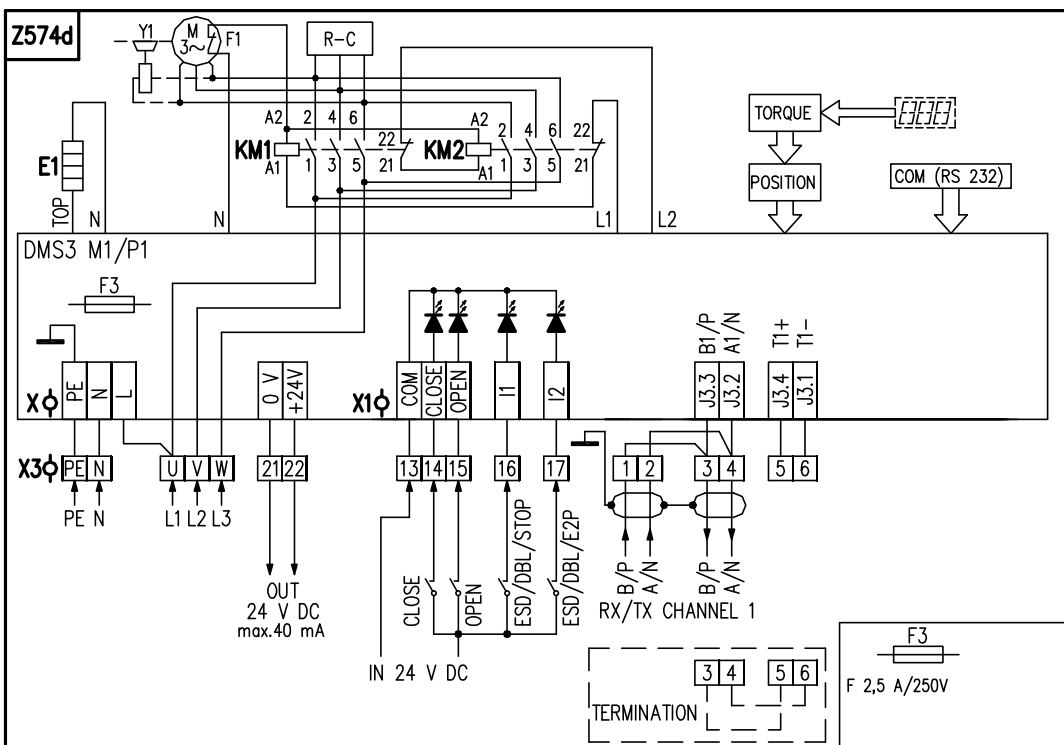 Z574d
Y1
M
3~
F1
R-C
A2
2
4
6
KM1
A1
1
3
5
22
21
A2
2
4
6
22
KM2
A1
1
3
5
21
TORQUE
POSITION
COM (RS 232)
E1
TOP
N
N
L1
L2
DMS3 M1/P1
F3
X
PE
N
L
0 V
+24V
X1
COM
CLOSE
OPEN
I1
I2
B1/P
A1/N
T1+
T1-
J3.3
J3.2
J3.4
J3.1
X3
PE
N
U
V
W
21
22
13
14
15
16
17
1
2
3
4
5
6
PE N
L1 L2 L3
OUT
24 V DC
max.40 mA
CLOSE
OPEN
ESD/DBL/STOP
ESD/DBL/E2P
IN 24 V DC
B/P
A/N
B/P
A/N
RX/TX CHANNEL 1
TERMINATION
3
4
5
6
F3
F 2,5 A/250V